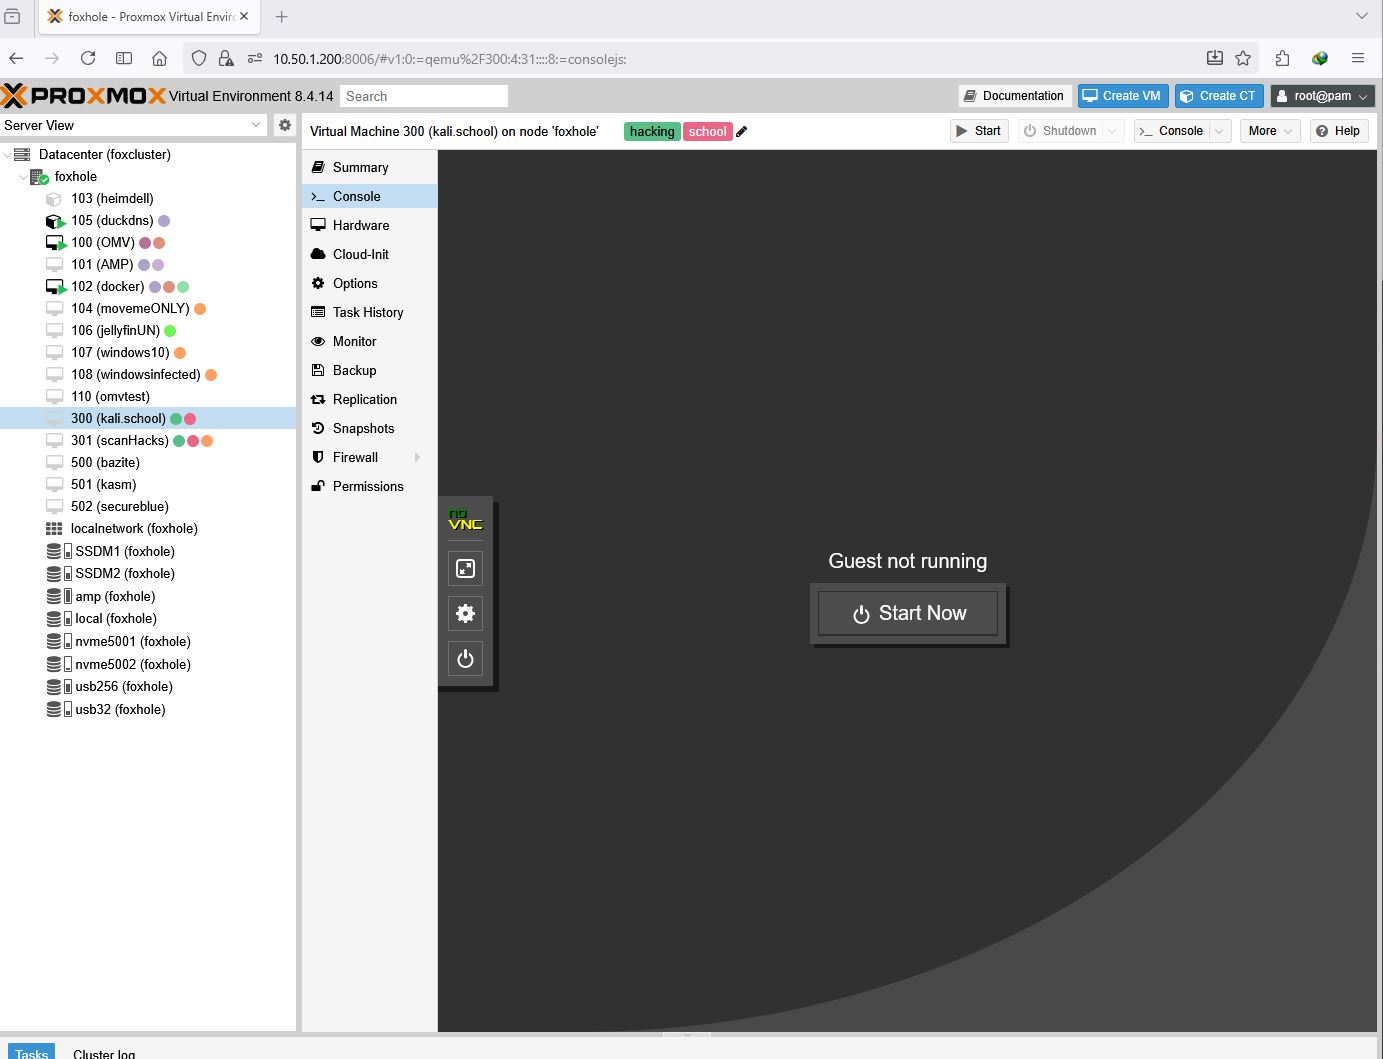 foxhole - Proxmox Virtual Enviro
10.50.1.200:8006/#v1:0:=qemu%2F300:4:31::::8:=consolejs:
PROXMOX Virtual Environment 8.4.14 Search Documentation Create VM Create CT root@pam
Server View
Virtual Machine 300 (kali.school) on node 'foxhole' hacking school Start Shutdown Console More Help
Datacenter (foxcluster)
foxhole
103 (heimdell)
105 (duckdns)
100 (OMV)
101 (AMP)
102 (docker)
104 (movemeONLY)
106 (jellyfinUN)
107 (windows10)
108 (windowsinfected)
110 (omvtest)
300 (kali.school)
301 (scanHacks)
500 (bazite)
501 (kasm)
502 (secureblue)
localnetwork (foxhole)
SSDM1 (foxhole)
SSDM2 (foxhole)
amp (foxhole)
local (foxhole)
nvme5001 (foxhole)
nvme5002 (foxhole)
usb256 (foxhole)
usb32 (foxhole)
Summary
Console
Hardware
Cloud-Init
Options
Task History
Monitor
Backup
Replication
Snapshots
Firewall
Permissions
no
VNC
Guest not running
Start Now
Tasks Cluster log